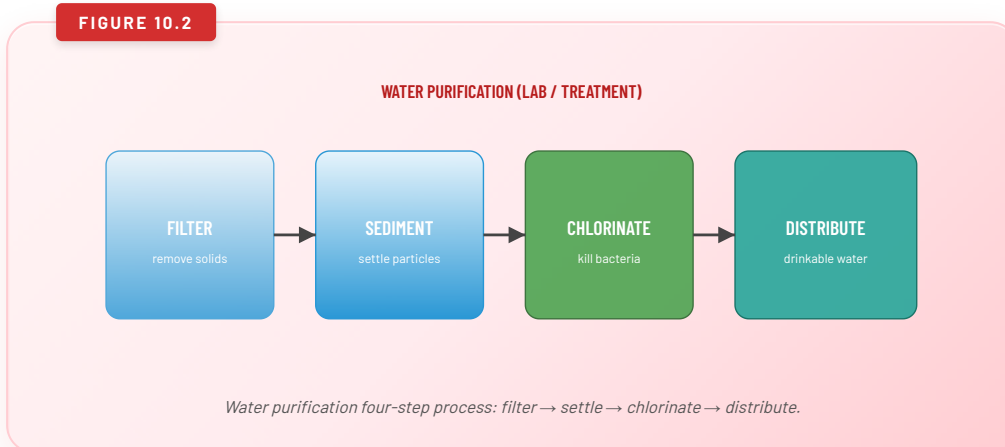 FIGURE 10.2
WATER PURIFICATION (LAB / TREATMENT)
FILTER
remove solids
SEDIMENT
settle particles
CHLORINATE
kill bacteria
DISTRIBUTE
drinkable water
Water purification four-step process: filter → settle → chlorinate → distribute.